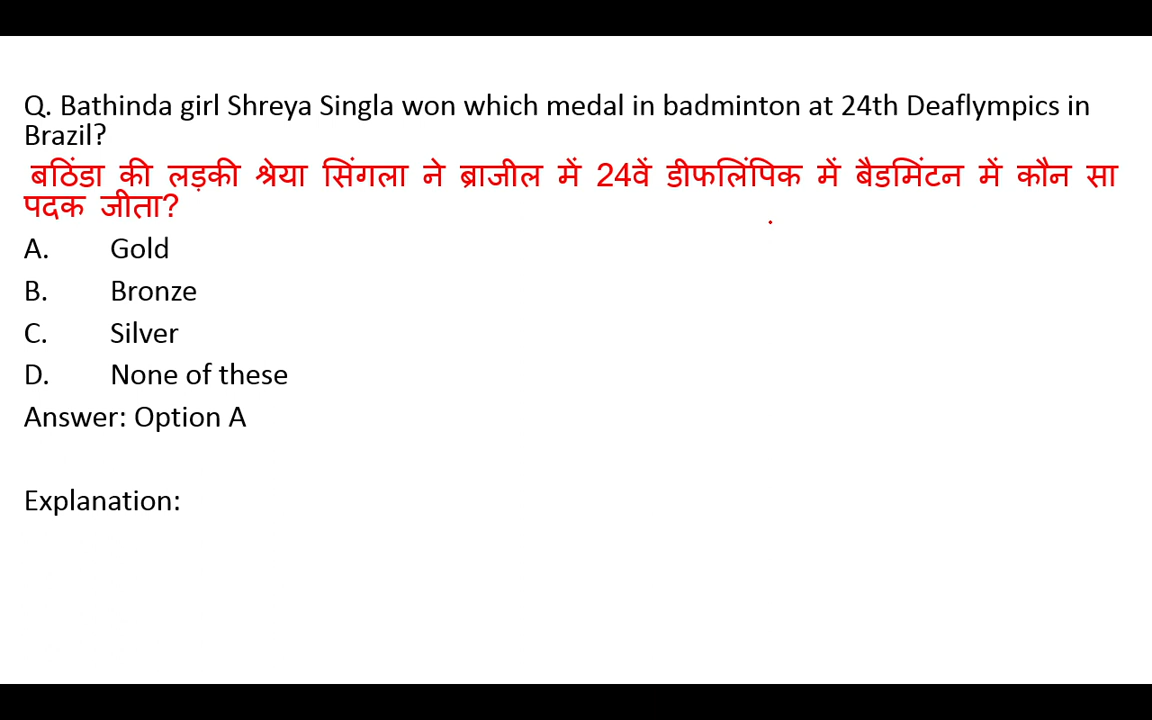 Q. Bathinda girl Shreya Singla won which medal in badminton at 24th Deaflympics in
Brazil?
बठिंडा की लड़की श्रेया सिंगला ने ब्राजील में 24वें डीफलिंपिक में बैडमिंटन में कौन सा
पदक जीता?
A. Gold
B. Bronze
C. Silver
D. None of these
Answer: Option A
Explanation: